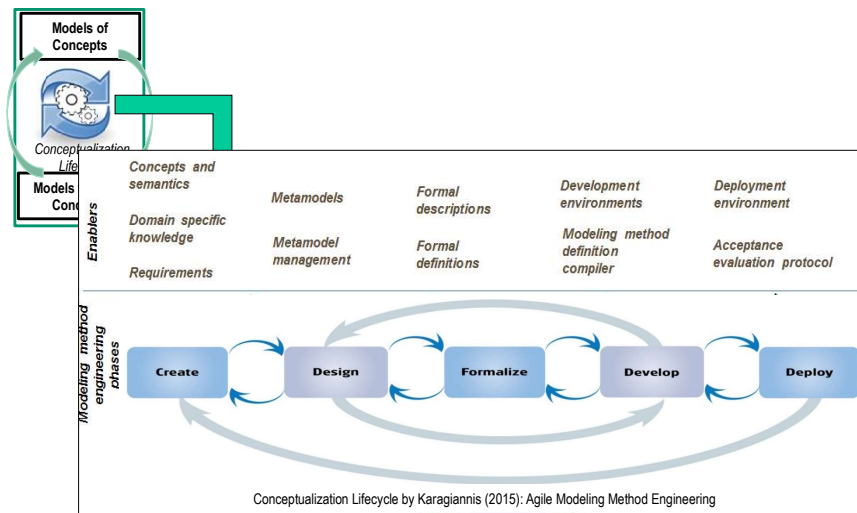 Models of
Concepts
Conceptualization
Models
Enablers
Concepts and
semantics
Domain specific
knowledge
Requirements
Metamodels
Metamodel
management
Formal
descriptions
Formal
definitions
Development
environments
Modeling method
definition
compiler
Deployment
environment
Acceptance
evaluation protocol
Modeling method
engineering
phases
Create
Design
Formalize
Develop
Deploy
Conceptualization Lifecycle by Karagiannis (2015): Agile Modeling Method Engineering